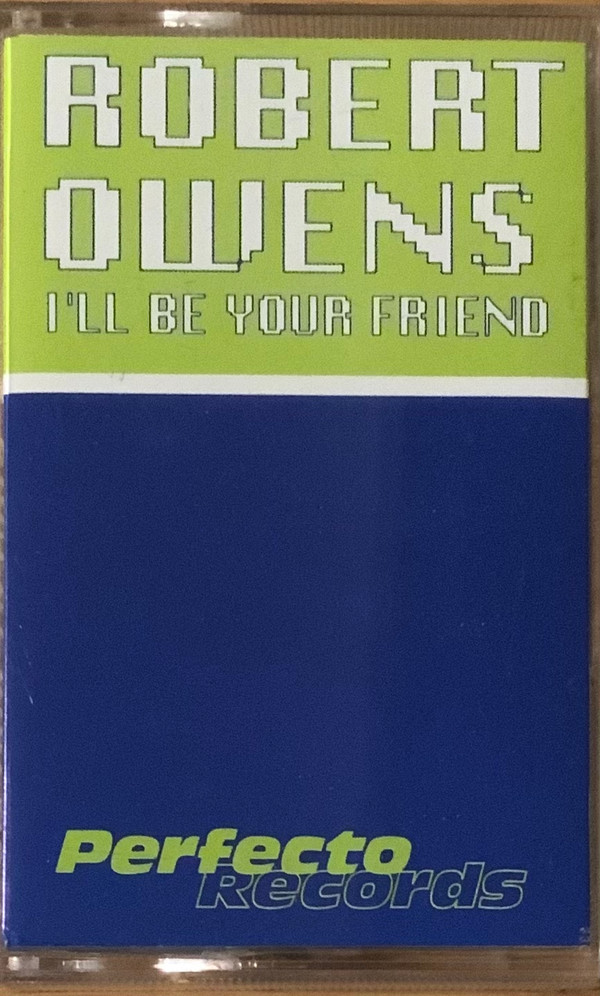 ROBERT
OWENS
I'LL BE YOUR FRIEND
Perfecto
Records